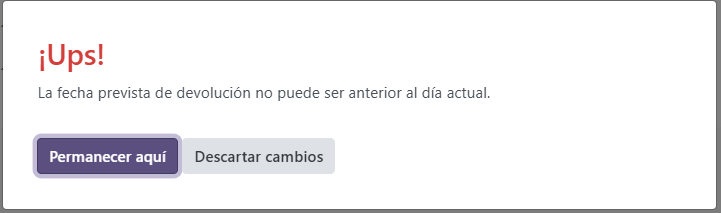 ¡Ups!
La fecha prevista de devolución no puede ser anterior al día actual.
Permanecer aquí Descartar cambios